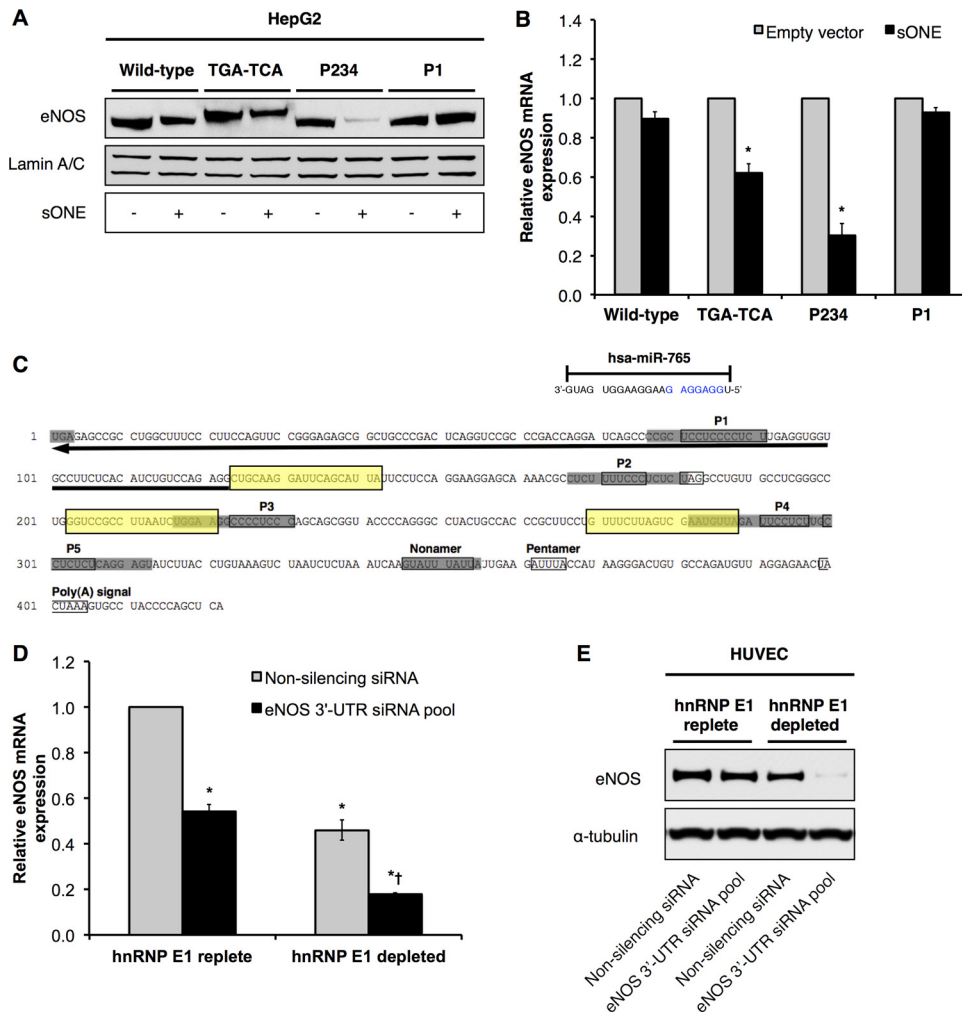 A
HepG2
Wild-type TGA-TCA P234 P1
eNOS
Lamin A/C
sONE - + - + - + - +
B
Relative eNOS mRNA expression
1.4
1.2
1.0
0.8
0.6
0.4
0.2
0.0
Empty vector sONE
*
*
Wild-type TGA-TCA P234 P1
C
hsa-miR-765
3'-GUAG UGGAAGGAAG AGGAGGU-5'
P1
1 UGAGAGCCGC CUGGCUUUCC CUUCCAGUUC CGGGAGAGCG GCUGCCCGAC UCAGGUCCGC CCGACCAGGA UCAGCCCCGC UCCUCCCCUC UUGAGGUGGU
P2
101 GCCUUCUCAC AUCUGUCCAG AGGCUGCAAG GAUUCAGCAU UAUUCCUCCA GGAAGGAGCA AAACGCCUCU UUUCCCUCUC UAGGCCUGUU GCCUCGGGCC
P3 P4
201 UGGGUCCGCC UUAAUCUGGA AGGCCCCUCC CAGCAGCGGU ACCCCAGGGC CUACUGCCAC CCGCUUCCUG UUUCUUAGUC GAAUGUUAGA UUCCUCUUGC
P5 Nonamer Pentamer
301 CUCUCUCAGG AGUAUCUUAC CUGUAAAGUC UAAUCUCUAA AUCAAGUAUU UAUUAUUGAA GAUUUACCAU AAGGGACUGU GCCAGAUGUU AGGAGAACUA
Poly(A) signal
401 CUAAAGUGCC UACCCCAGCU CA
D
Relative eNOS mRNA expression
1.2
1.0
0.8
0.6
0.4
0.2
0.0
Non-silencing siRNA
eNOS 3'-UTR siRNA pool
*
*
*†
hnRNP E1 replete hnRNP E1 depleted
E
HUVEC
hnRNP E1 replete hnRNP E1 depleted
eNOS
α-tubulin
Non-silencing siRNA
eNOS 3'-UTR siRNA pool
Non-silencing siRNA
eNOS 3'-UTR siRNA pool